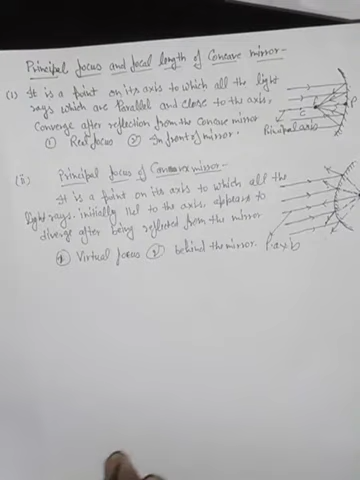 Principal focus and focal length of Concave mirror-
(i) It is a point on its axis to which all the light
rays which are Parallel and close to the axis,
Converge after reflection from the Concave mirror
① Real focus ② In front of mirror.
C
P
Rincipal axis
(ii) Principal focus of Convex mirror-
It is a point on its axis to which all the
light rays, initially llel to the axis, appears to
diverge after being reflected from the mirror
① Virtual focus ② behind the mirror.
P.axis